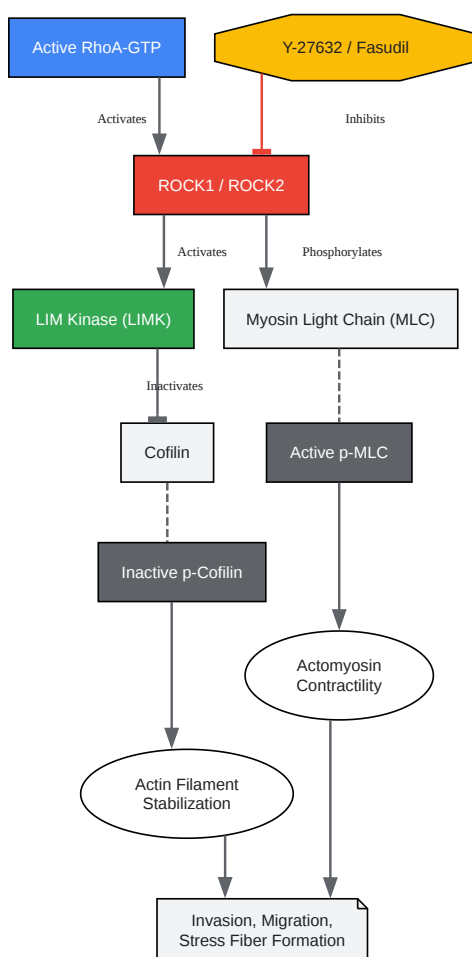 Active RhoA-GTP
Y-27632 / Fasudil
Activates
Inhibits
ROCK1 / ROCK2
Activates
Phosphorylates
LIM Kinase (LIMK)
Myosin Light Chain (MLC)
Inactivates
Cofilin
Active p-MLC
Inactive p-Cofilin
Actomyosin
Contractility
Actin Filament
Stabilization
Invasion, Migration,
Stress Fiber Formation